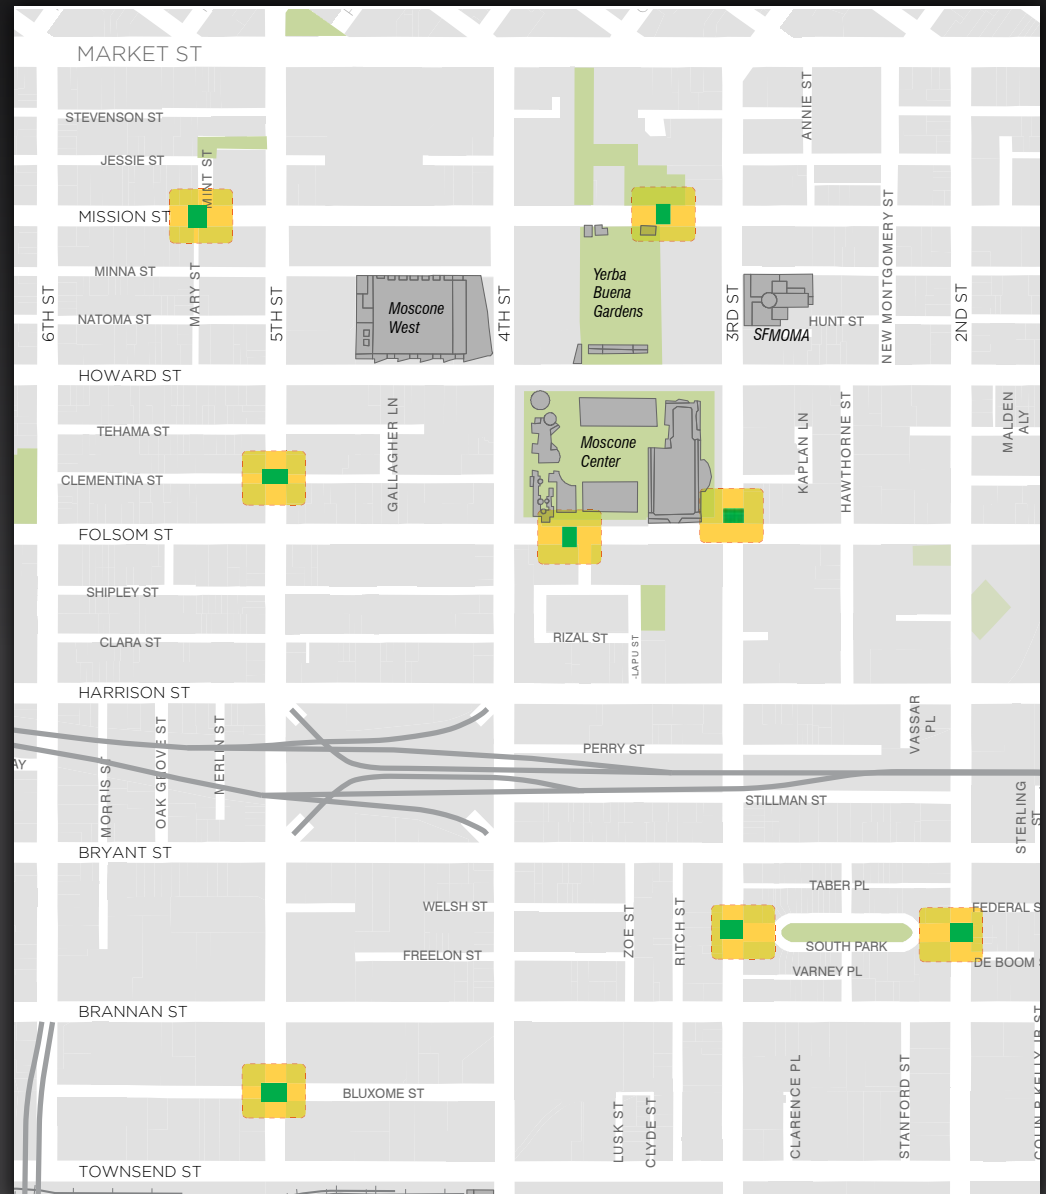 MARKET ST
ANNIE ST
STEVENSON ST
JESSIE ST
MINT ST
MISSION ST
NEW MONTGOMERY ST
MINNA ST
MARY ST
NATOMA ST
6TH ST
5TH ST
Moscone
West
4TH ST
Yerba
Buena
Gardens
3RD ST
HUNT ST
SFMOMA
2ND ST
HOWARD ST
GALLAGHER LN
TEHAMA ST
CLEMENTINA ST
Moscone
Center
KAPLAN LN
HAWTHORNE ST
MALDEN
ALY
FOLSOM ST
SHIPLEY ST
CLARA ST
RIZAL ST
-LAPU ST
HARRISON ST
MORRIS ST
OAK GROVE ST
MERLIN ST
PERRY ST
VASSAR
PL
AY
STILLMAN ST
STERLING
ST
BRYANT ST
TABER PL
WELSH ST
ZOE ST
RITCH ST
FEDERAL S
SOUTH PARK
FREELON ST
VARNEY PL
DE BOOM
BRANNAN ST
BLUXOME ST
LUSK ST
CLYDE ST
CLARENCE PL
STANFORD ST
COLIN P KELLY JR ST
TOWNSEND ST